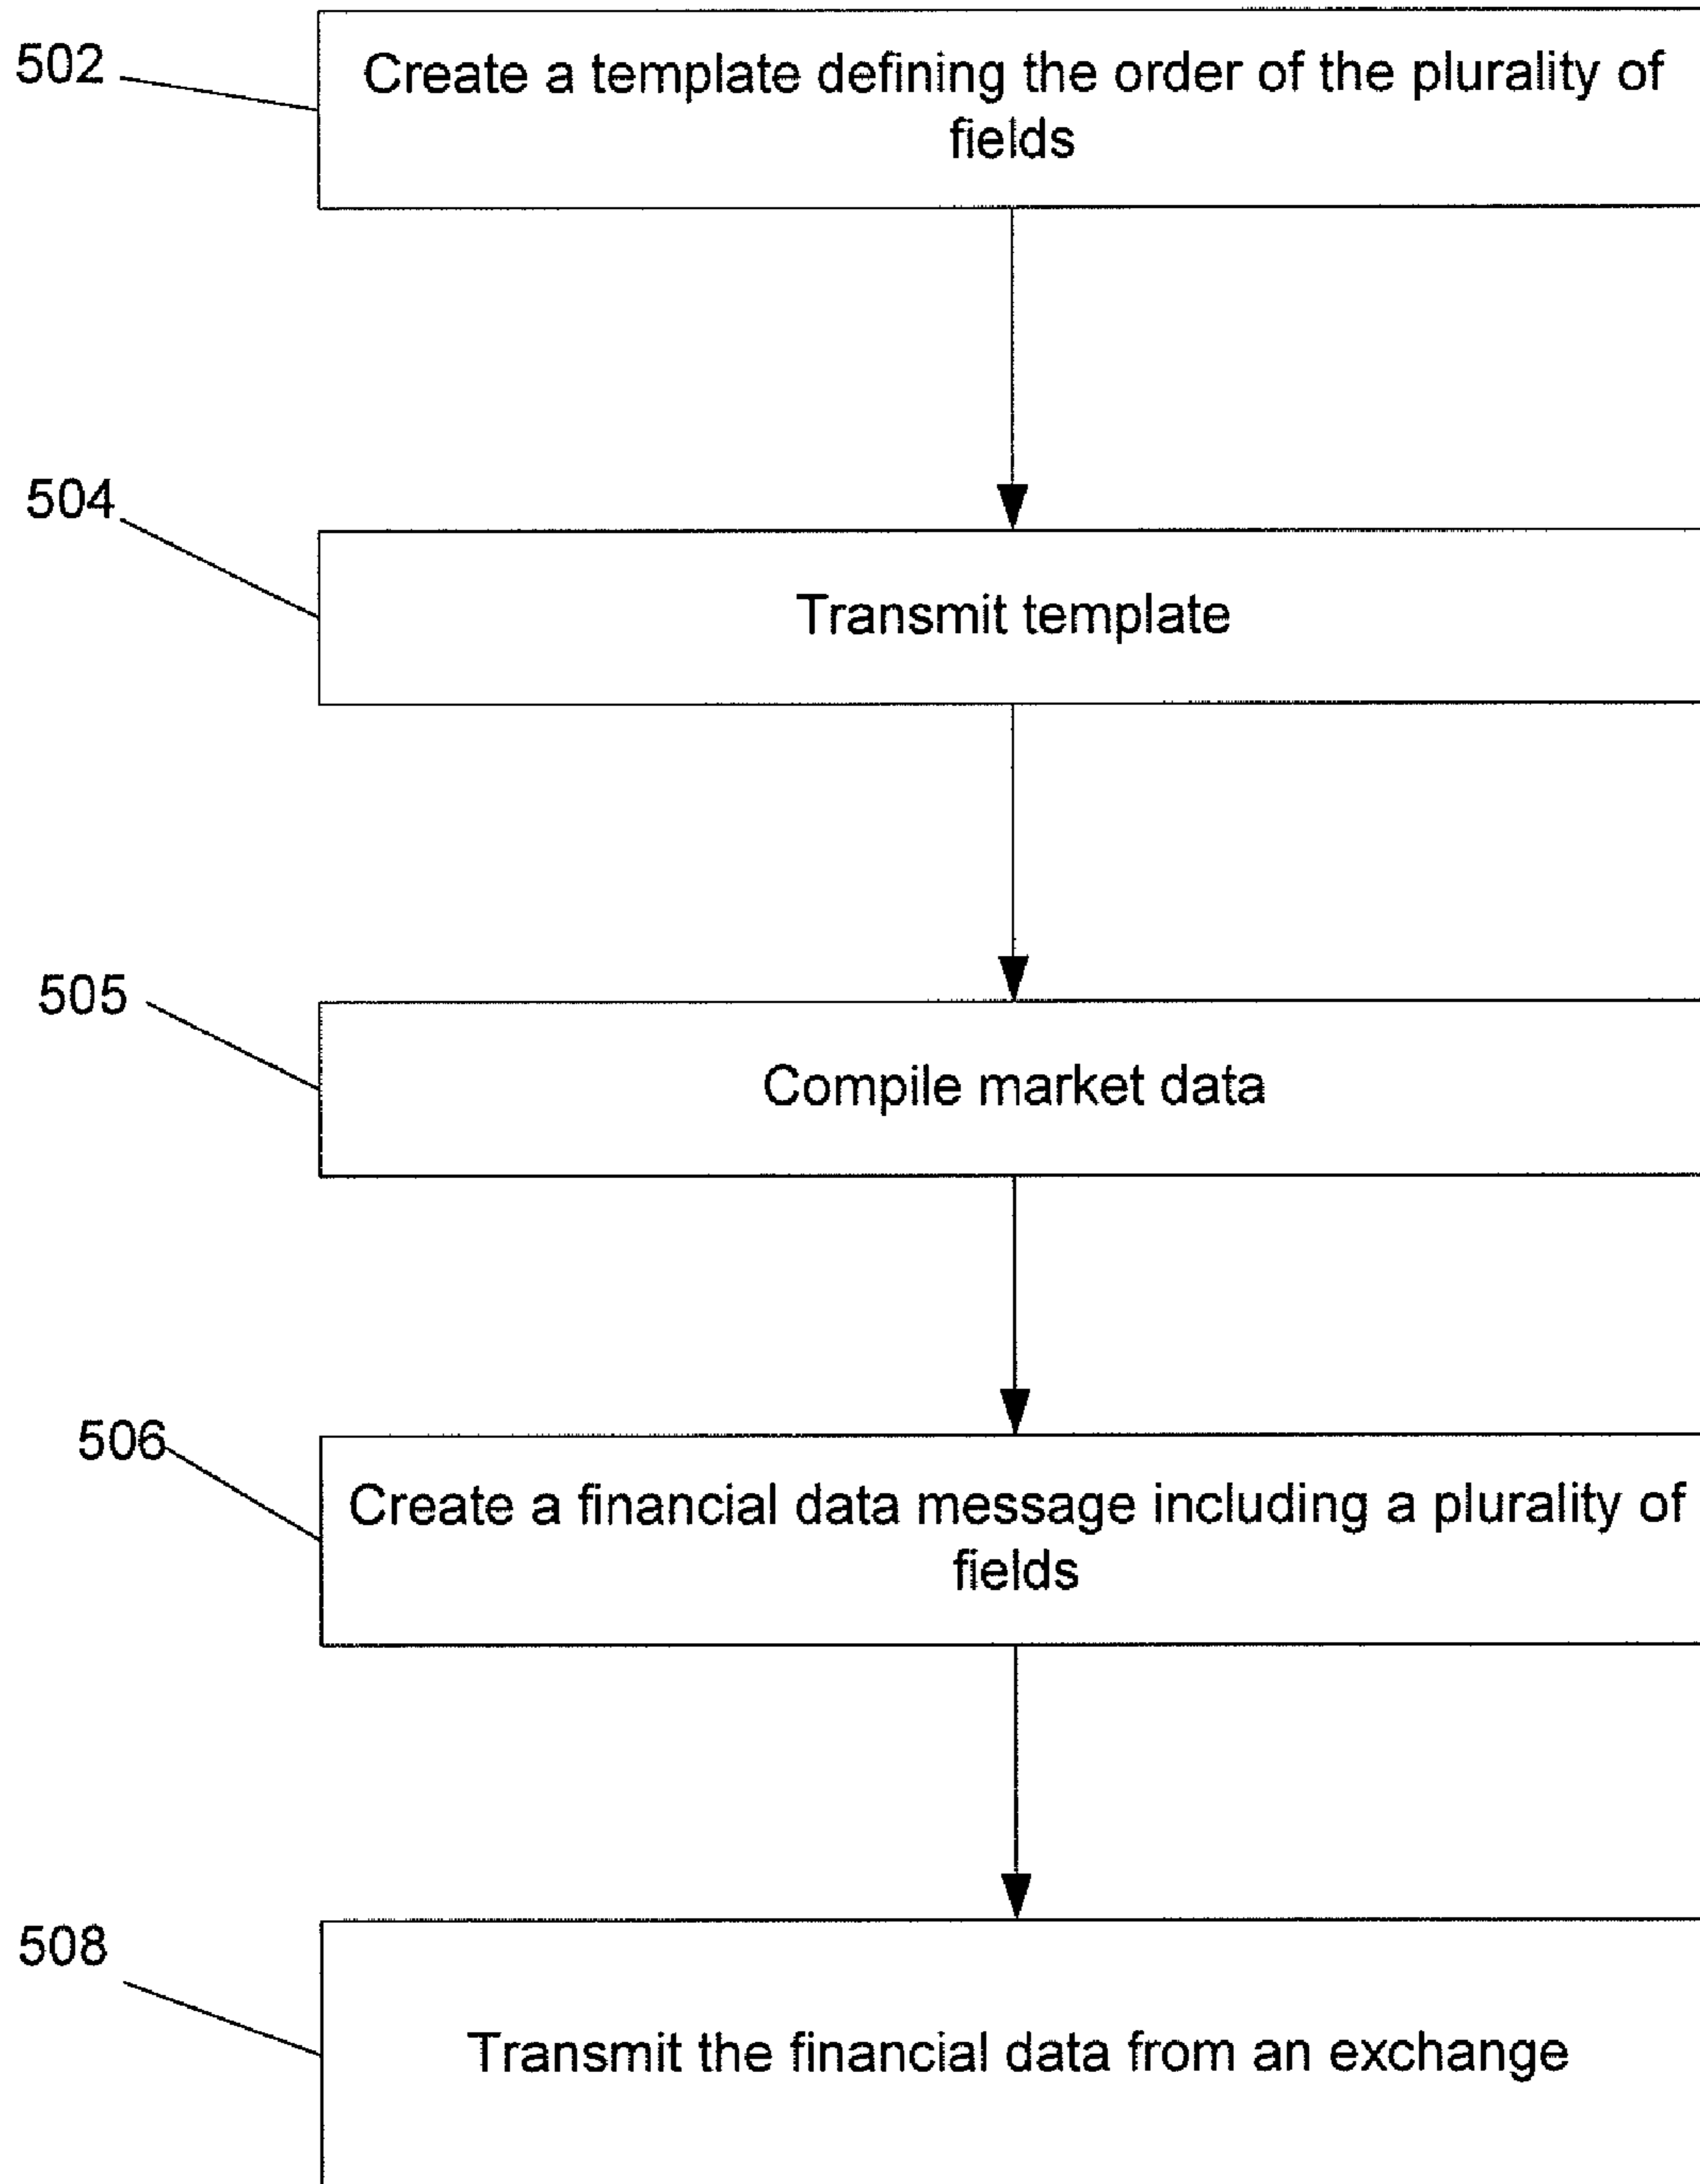 502
Create a template defining the order of the plurality of
fields
504
Transmit template
505
Compile market data
506
Create a financial data message including a plurality of
fields
508
Transmit the financial data from an exchange